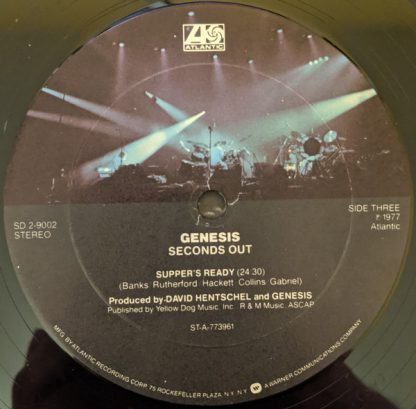 ATLANTIC
SD 2-9002
STEREO
SIDE THREE
℗ 1977
Atlantic
GENESIS
SECONDS OUT
SUPPER'S READY (24:30)
(Banks Rutherford Hackett Collins Gabriel)
Produced by-DAVID HENTSCHEL and GENESIS
Published by Yellow Dog Music, Inc. R & M Music. ASCAP
ST-A-773961
MFG. BY ATLANTIC RECORDING CORP. 75 ROCKEFELLER PLAZA. N.Y. N.Y. A WARNER COMMUNICATIONS COMPANY